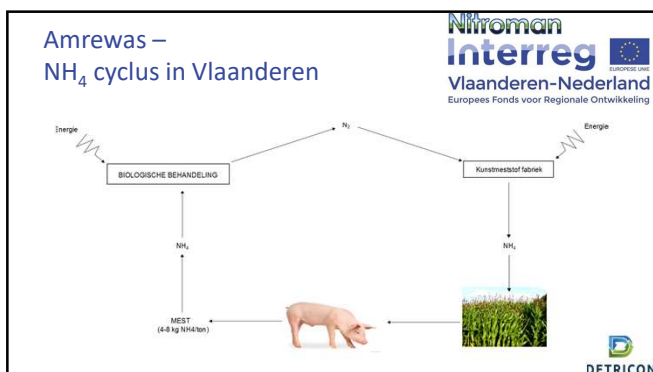 Amrewas –
NH₄ cyclus in Vlaanderen
Nitroman
Interreg
EUROPESE UNIE
Vlaanderen-Nederland
Europees Fonds voor Regionale Ontwikkeling
Energie
N₂
Energie
BIOLOGISCHE BEHANDELING
Kunstmeststof fabriek
NH₄
NH₄
MEST
(4-8 kg NH4/ton)
DETRICON